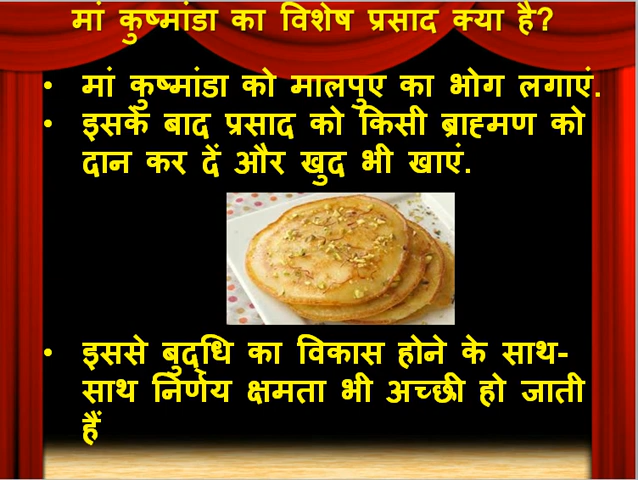 मां कुष्मांडा का विशेष प्रसाद क्या है?
• मां कुष्मांडा को मालपुए का भोग लगाएं.
• इसके बाद प्रसाद को किसी ब्राह्मण को
दान कर दें और खुद भी खाएं.
• इससे बुद्धि का विकास होने के साथ-
साथ निर्णय क्षमता भी अच्छी हो जाती
हैं